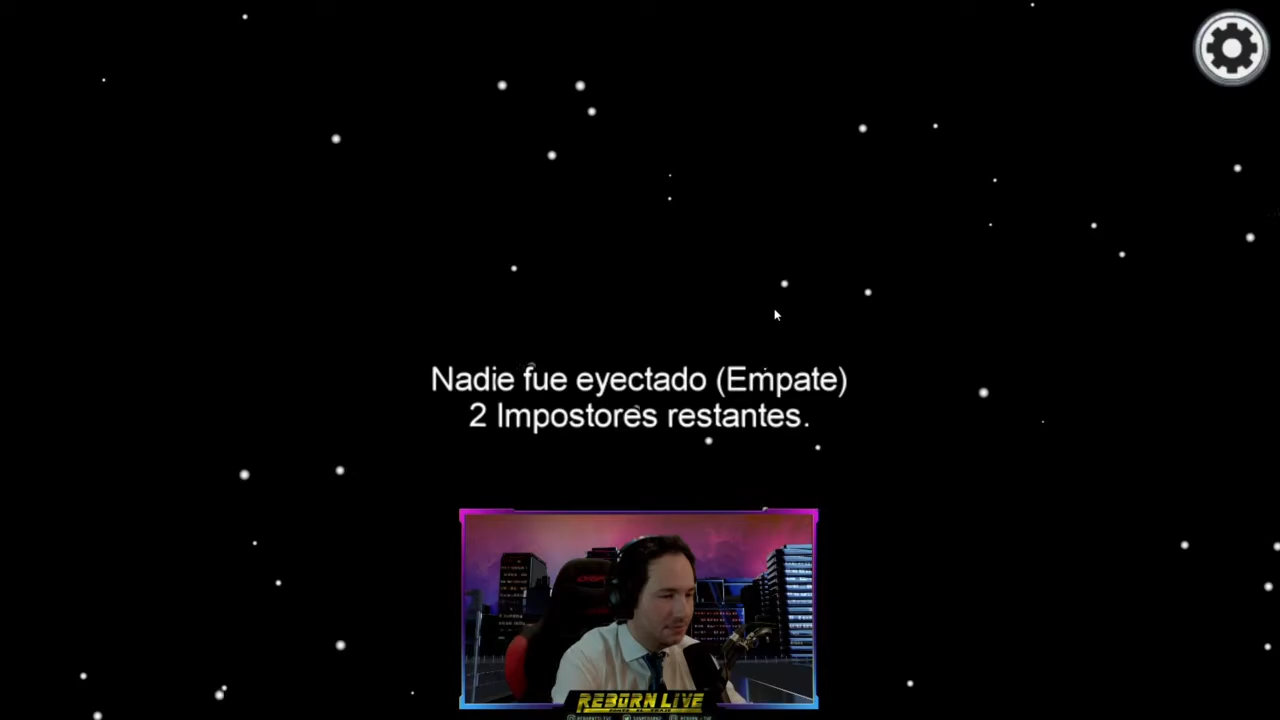 Nadie fue eyectado (Empate)
2 Impostores restantes.
REBORN LIVE